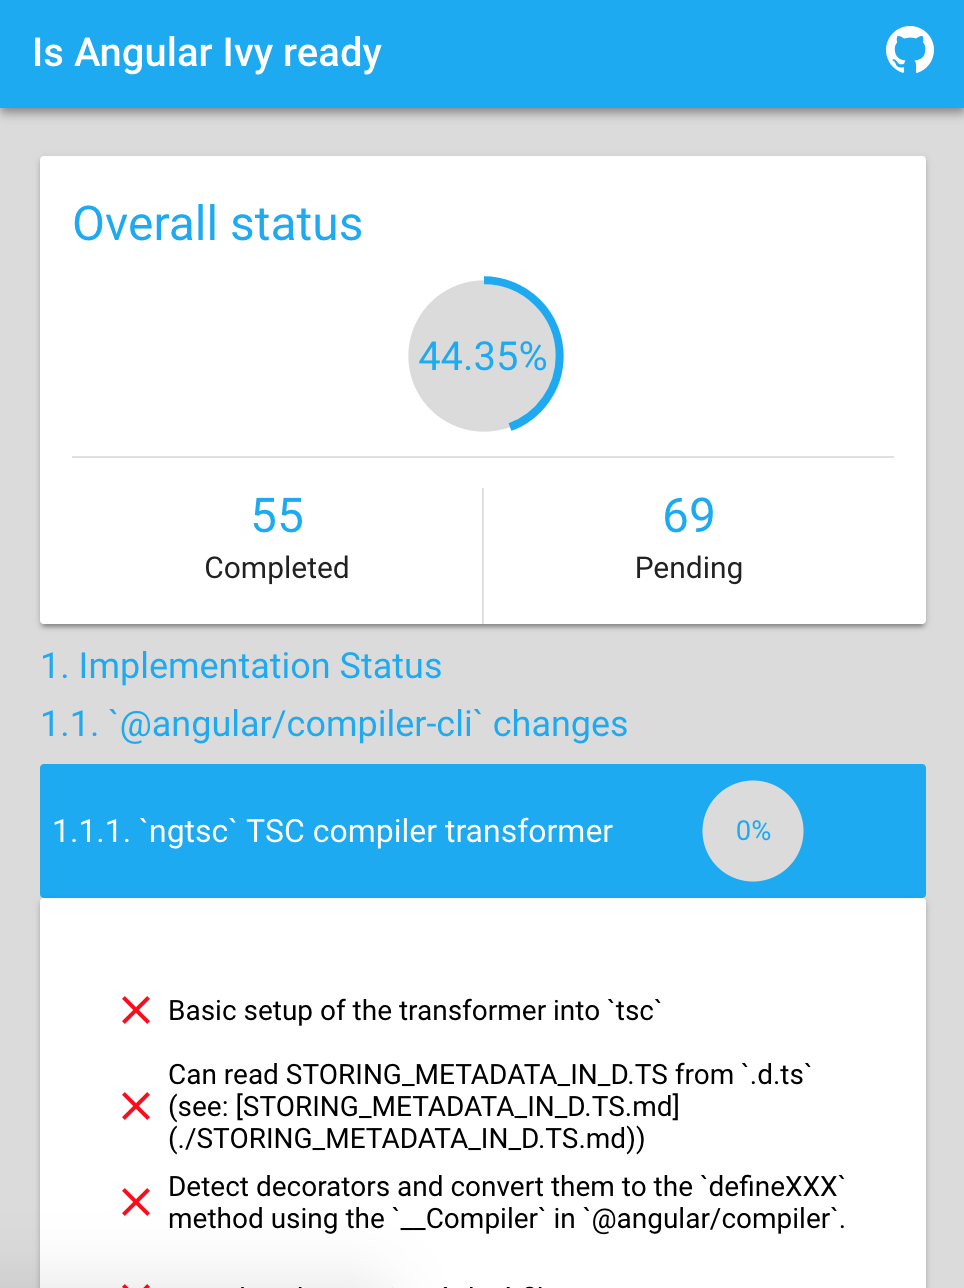 Is Angular Ivy ready
Overall status
44.35%
55
Completed
69
Pending
1. Implementation Status
1.1. `@angular/compiler-cli` changes
1.1.1. `ngtsc` TSC compiler transformer
0%
Basic setup of the transformer into `tsc`
Can read STORING_METADATA_IN_D.TS from `.d.ts`
(see: [STORING_METADATA_IN_D.TS.md]
(./STORING_METADATA_IN_D.TS.md))
Detect decorators and convert them to the `defineXXX`
method using the `__Compiler` in `@angular/compiler`.